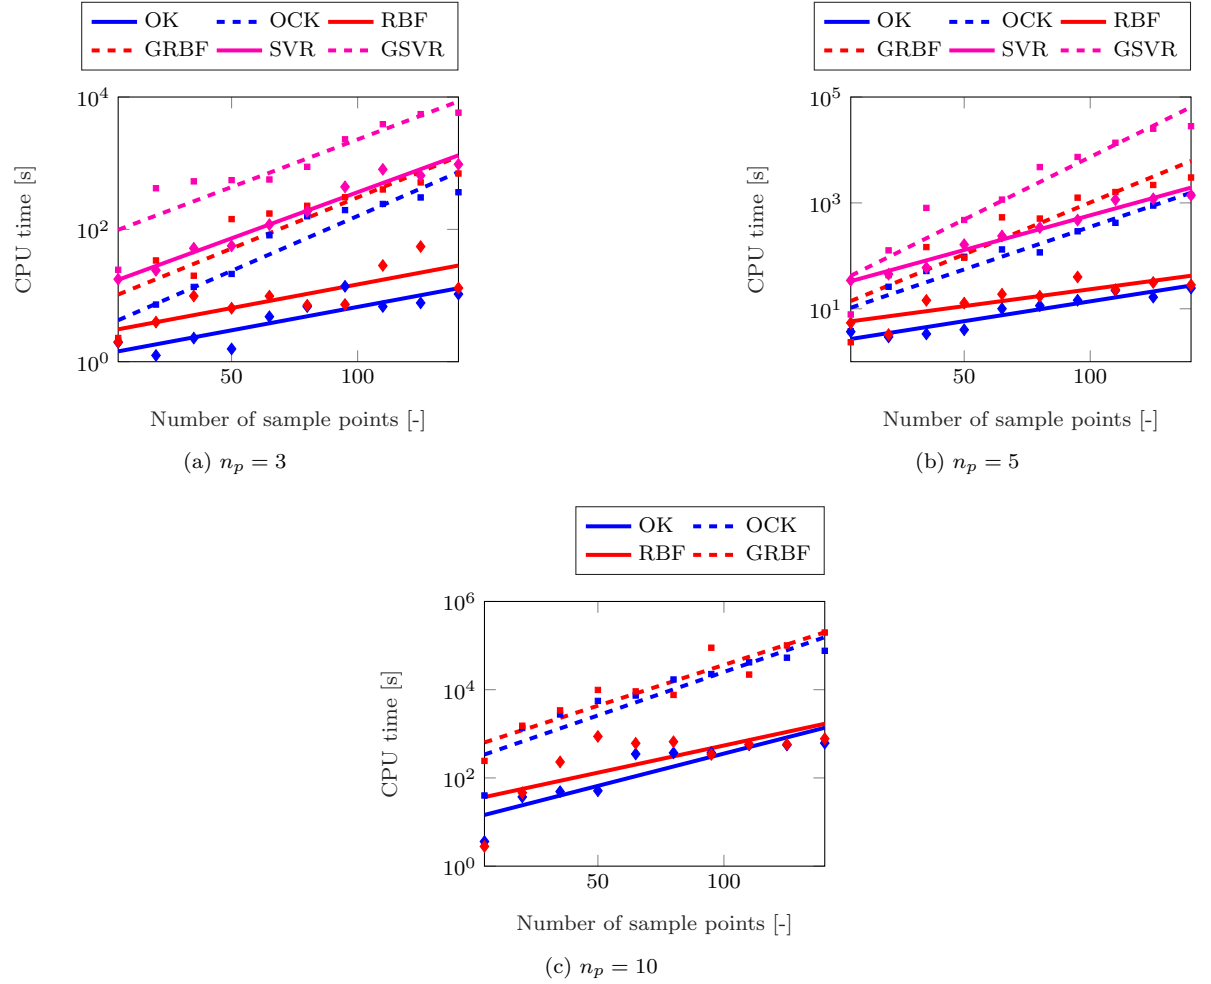 OK OCK RBF
GRBF SVR GSVR
10^4
10^2
10^0
50 100
CPU time [s]
Number of sample points [-]
(a) n_p = 3
OK OCK RBF
GRBF SVR GSVR
10^5
10^3
10^1
50 100
CPU time [s]
Number of sample points [-]
(b) n_p = 5
OK OCK
RBF GRBF
10^6
10^4
10^2
10^0
50 100
CPU time [s]
Number of sample points [-]
(c) n_p = 10